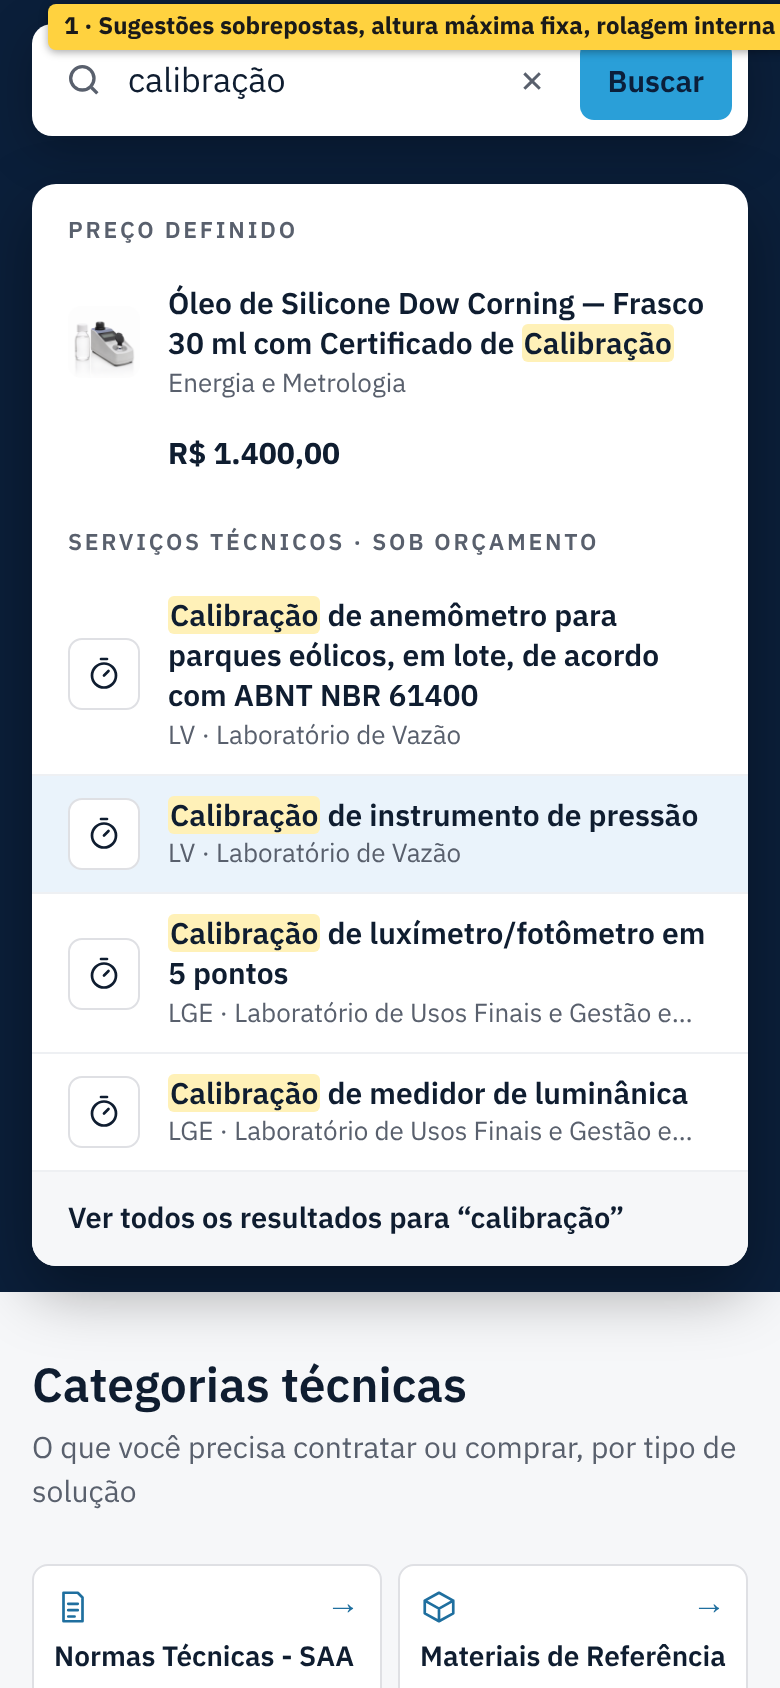 1 · Sugestões sobrepostas, altura máxima fixa, rolagem interna
calibração
Buscar
PREÇO DEFINIDO
Óleo de Silicone Dow Corning — Frasco
30 ml com Certificado de Calibração
Energia e Metrologia
R$ 1.400,00
SERVIÇOS TÉCNICOS · SOB ORÇAMENTO
Calibração de anemômetro para
parques eólicos, em lote, de acordo
com ABNT NBR 61400
LV · Laboratório de Vazão
Calibração de instrumento de pressão
LV · Laboratório de Vazão
Calibração de luxímetro/fotômetro em
5 pontos
LGE · Laboratório de Usos Finais e Gestão e...
Calibração de medidor de luminânica
LGE · Laboratório de Usos Finais e Gestão e...
Ver todos os resultados para “calibração”
Categorias técnicas
O que você precisa contratar ou comprar, por tipo de
solução
Normas Técnicas - SAA
Materiais de Referência